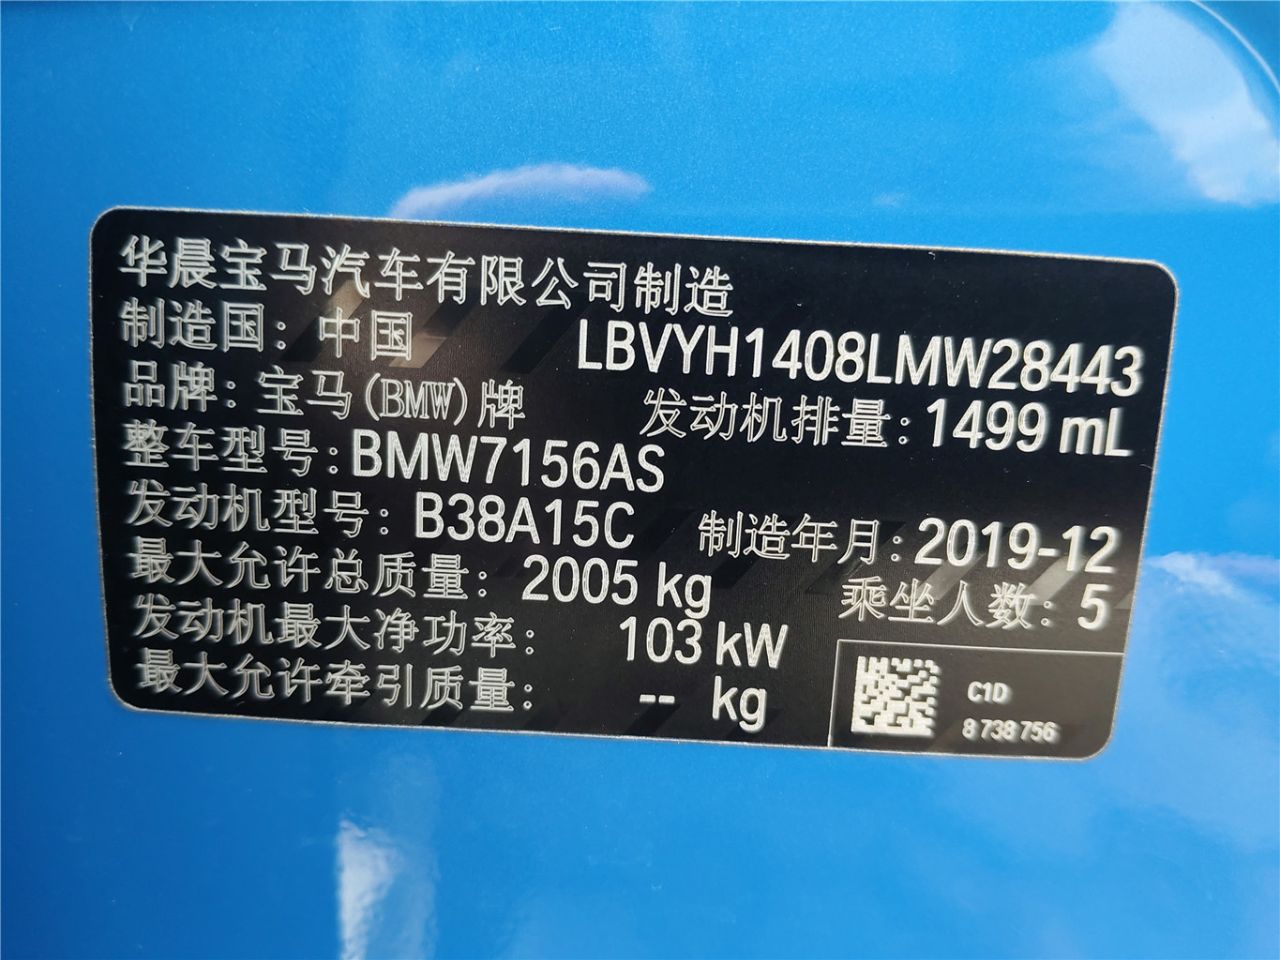 华晨宝马汽车有限公司制造
制造国: 中国
LBVYH1408LMW28443
品牌: 宝马(BMW)牌
发动机排量: 1499 mL
整车型号: BMW7156AS
发动机型号: B38A15C
制造年月: 2019-12
最大允许总质量: 2005 kg
乘坐人数: 5
发动机最大净功率: 103 kW
最大允许牵引质量: -- kg
C1D
8 738 756